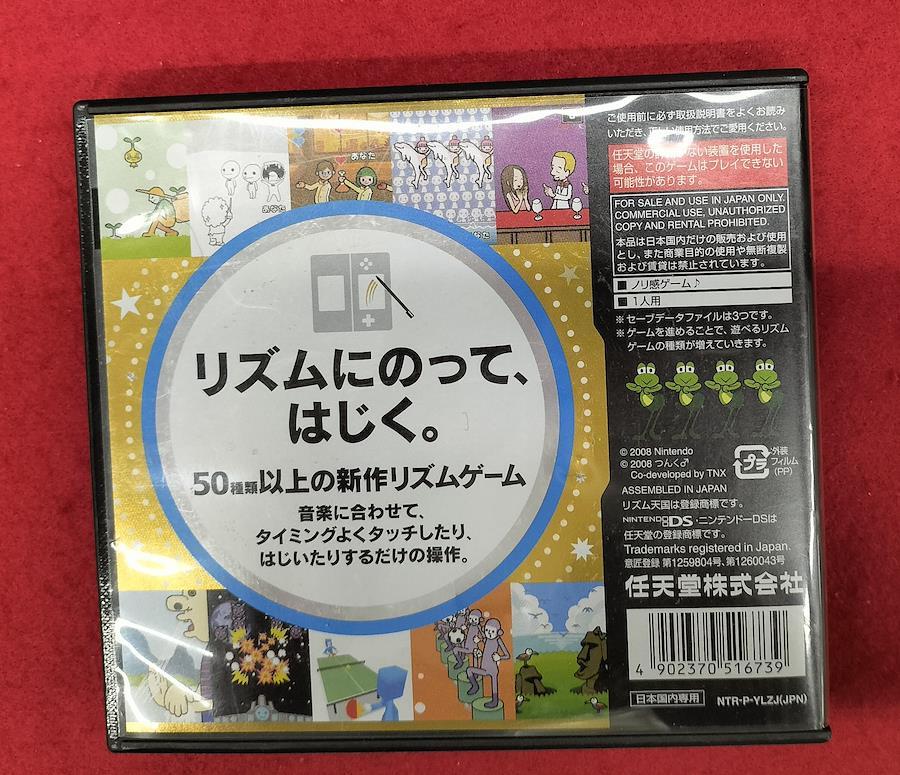 あなた
あなた
なた
リズムにのって、
はじく。
50種類以上の新作リズムゲーム
音楽に合わせて、
タイミングよくタッチしたり、
はじいたりするだけの操作。
ご使用前に必ず取扱説明書をよくお読み
いただき、正しい使用方法でご愛用ください。
任天堂の ない装置を使用した
場合、このゲームはプレイできない
可能性があります。
FOR SALE AND USE IN JAPAN ONLY.
COMMERCIAL USE, UNAUTHORIZED
COPY AND RENTAL PROHIBITED.
本品は日本国内だけの販売および使用
とし、また商業目的の使用や無断複製
および賃貸は禁止されています。
■ ノリ感ゲーム♪
■ 1人用
※セーブデータファイルは3つです。
※ゲームを進めることで、遊べるリズム
ゲームの種類が増えていきます。
© 2008 Nintendo
© 2008 つんく♂
Co-developed by TNX
プラ
外装
フィルム
(PP)
ASSEMBLED IN JAPAN
リズム天国は登録商標です。
NINTENDO DS・ニンテンドーDSは
任天堂の登録商標です。
Trademarks registered in Japan.
意匠登録 第1259804号、第1260043号
任天堂株式会社
4 902370 516739
日本国内専用
NTR-P-YLZJ(JPN)